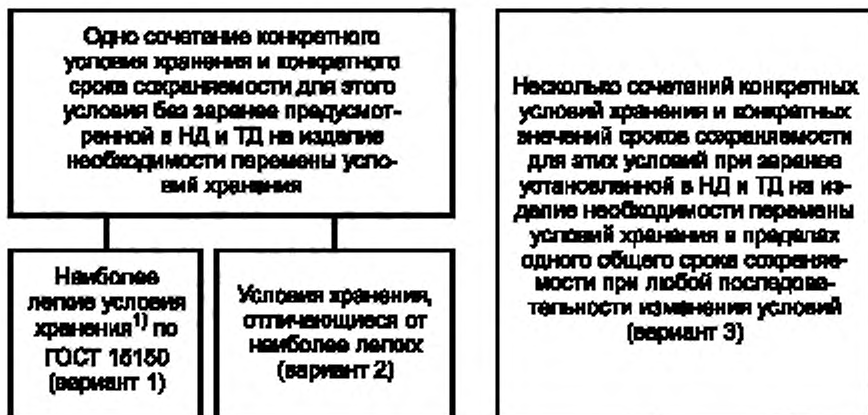 Одно сочетание конкретного
условия хранения и конкретного
срока сохраняемости для этого
условия без заранее предусмот-
ренной в НД и ТД на изделие
необходимости перемены усло-
вий хранения
Наиболее
легкие условия
хранения1) по
ГОСТ 15150
(вариант 1)
Условия хранения,
отличающиеся от
наиболее легких
(вариант 2)
Несколько сочетаний конкретных
условий хранения и конкретных
значений сроков сохраняемости
для этих условий при заранее
установленной в НД и ТД на из-
делие необходимости перемены
условий хранения в пределах
одного общего срока сохраняе-
мости при любой последова-
тельности изменения условий
(вариант 3)